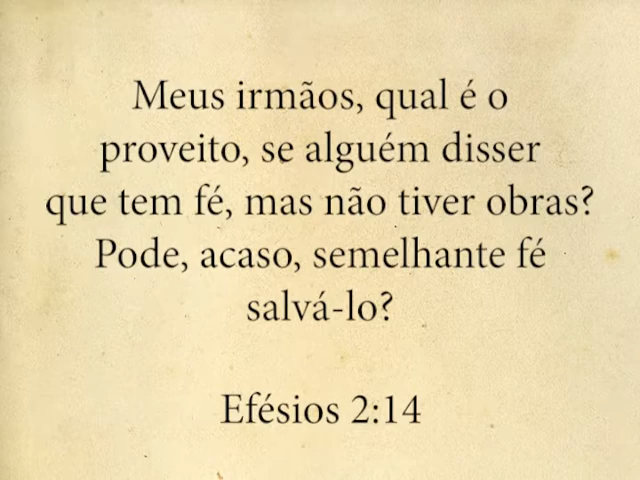 Meus irmãos, qual é o
proveito, se alguém disser
que tem fé, mas não tiver obras?
Pode, acaso, semelhante fé
salvá-lo?
Efésios 2:14